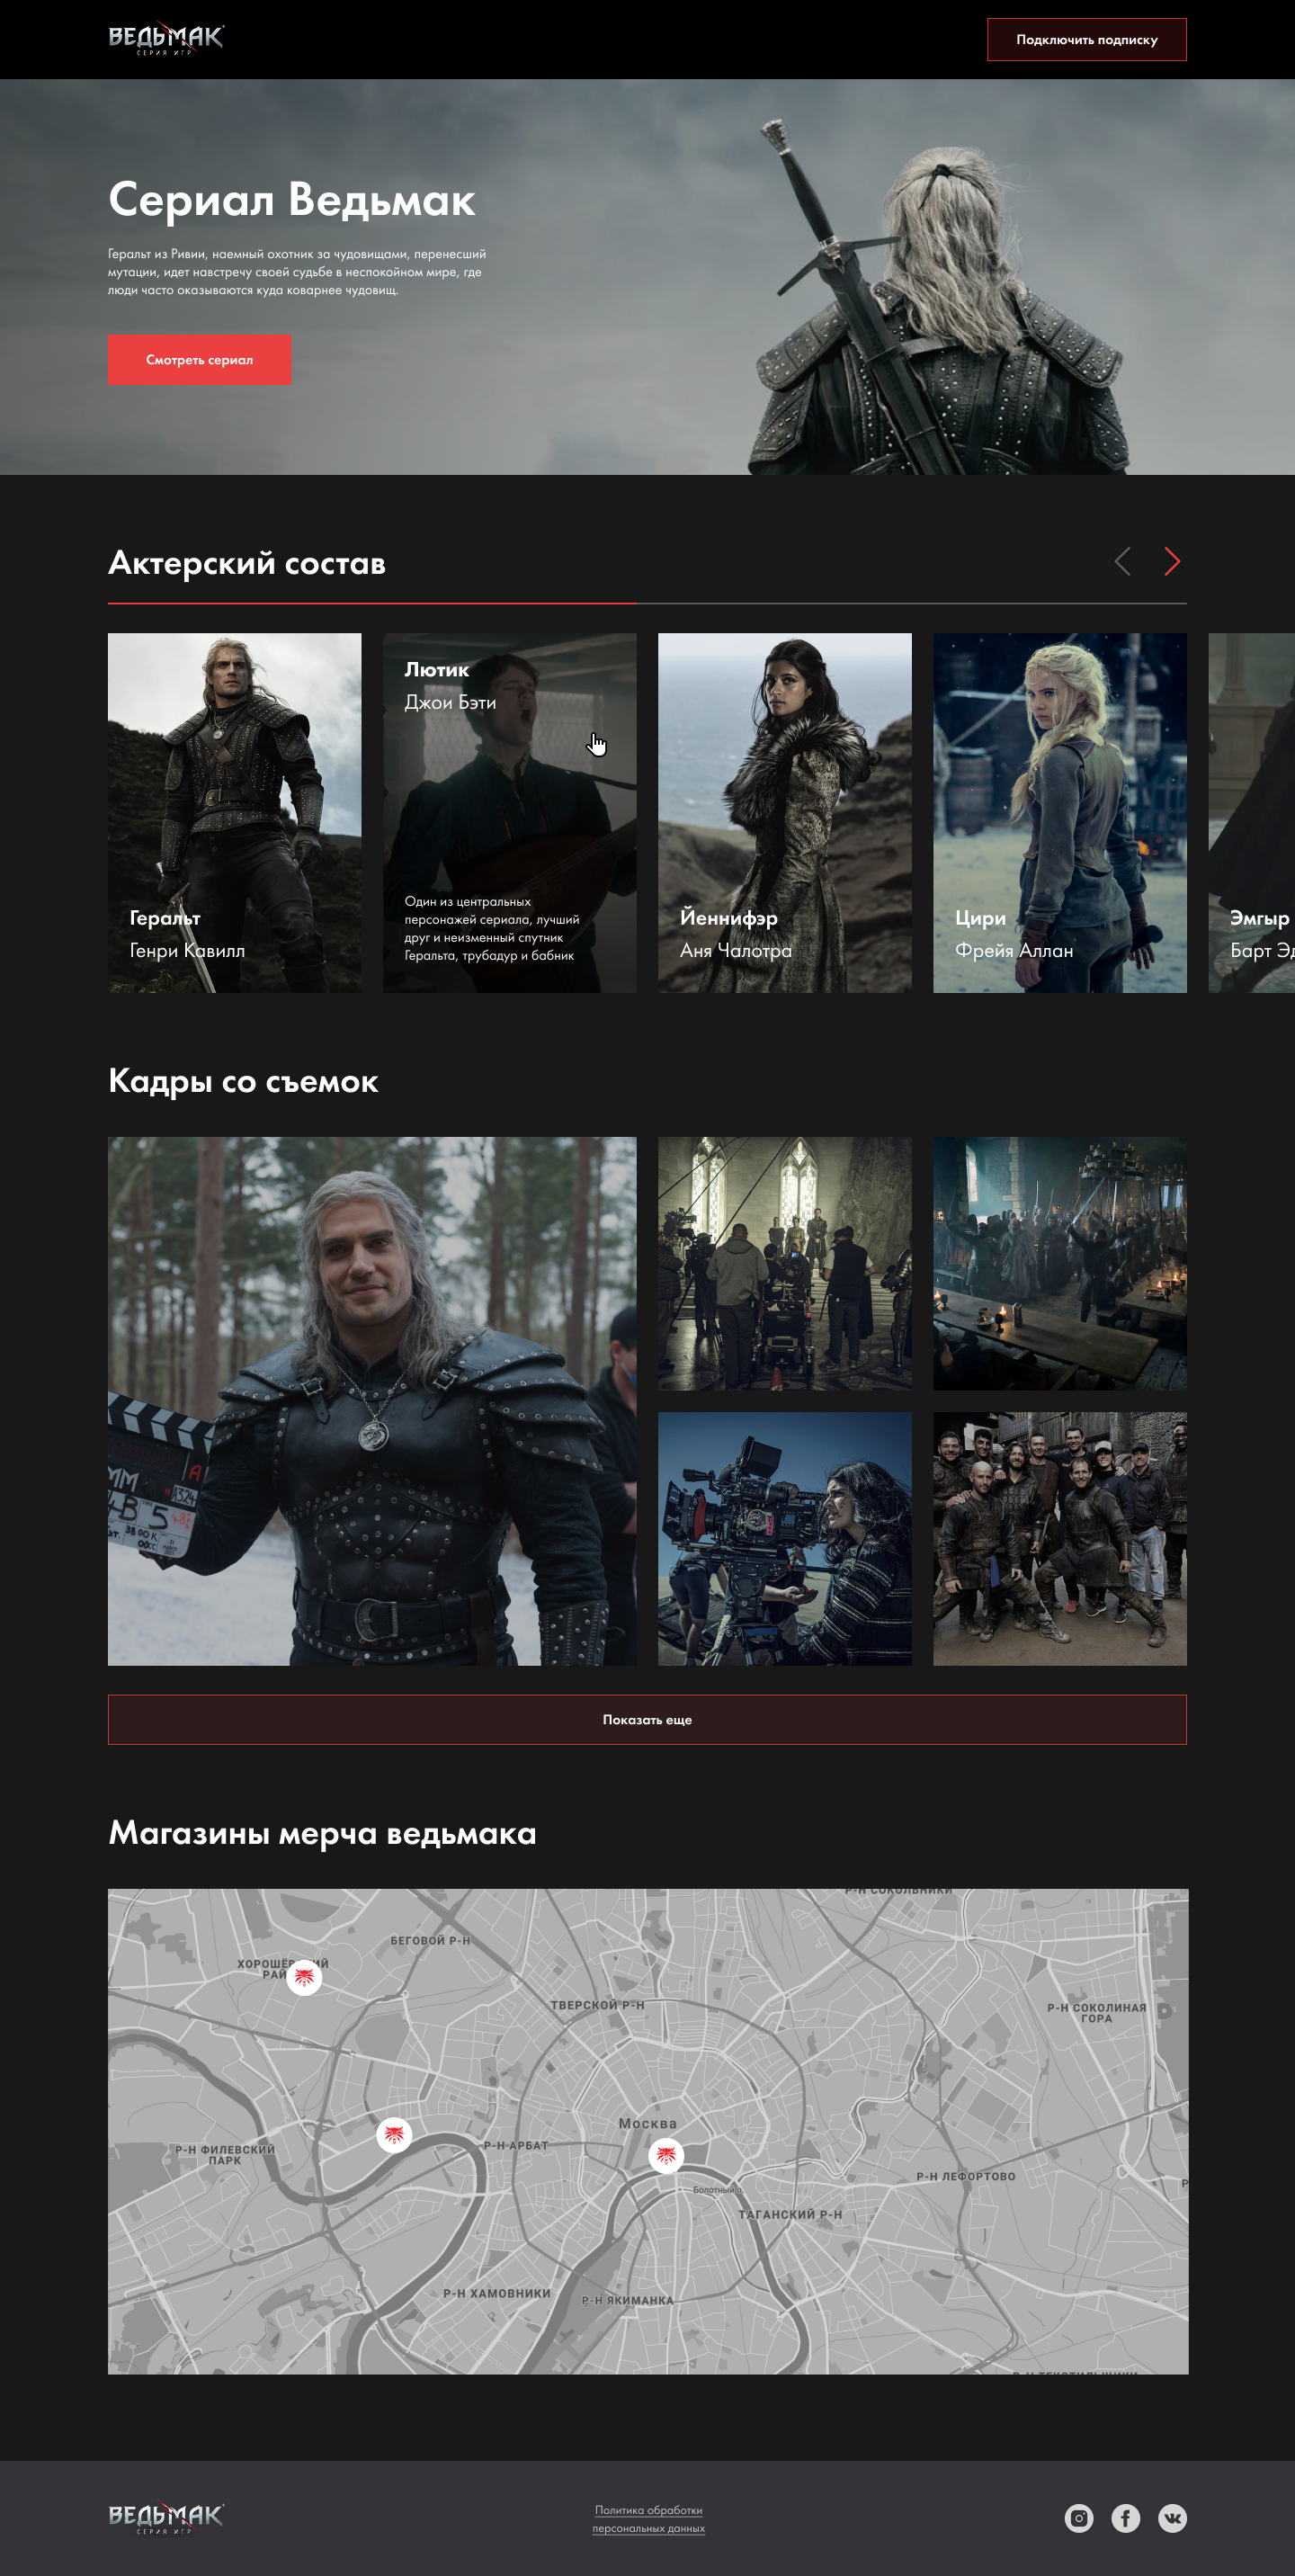 ВЕДЬМАК
СЕРИЯ ИГР
Подключить подписку
Сериал Ведьмак
Геральт из Ривии, наемный охотник за чудовищами, перенесший
мутации, идет навстречу своей судьбе в неспокойном мире, где
люди часто оказываются куда коварнее чудовищ.
Смотреть сериал
Актерский состав
Геральт
Генри Кавилл
Лютик
Джои Бэти
Один из центральных
персонажей сериала, лучший
друг и неизменный спутник
Геральта, трубадур и бабник
Йеннифэр
Аня Чалотра
Цири
Фрейя Аллан
Эмгыр
Барт
Кадры со съемок
Показать еще
Магазины мерча ведьмака
Р-Н СОКОЛЬНИКИ
БЕГОВОЙ Р-Н
ТВЕРСКОЙ Р-Н
Р-Н СОКОЛИНАЯ
ГОРА
Москва
Р-Н ФИЛЕВСКИЙ
ПАРК
Р-Н АРБАТ
Р-Н ЛЕФОРТОВО
Болотный о.
ТАГАНСКИЙ Р-Н
Р-Н ХАМОВНИКИ
Р-Н ЯКИМАНКА
ВЕДЬМАК
СЕРИЯ ИГР
Политика обработки
персональных данных